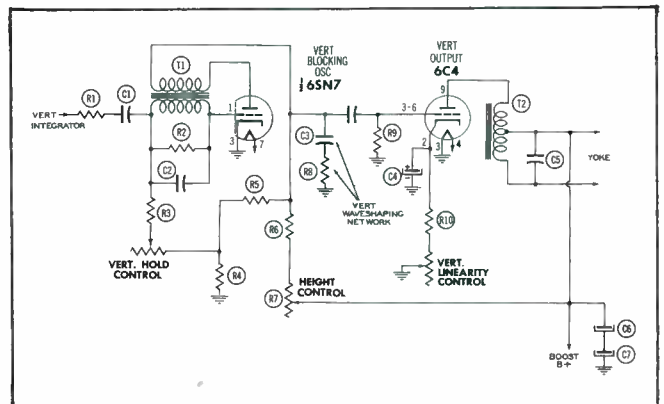 VERT
BLOCKING
OSC
½6SN7
VERT
OUTPUT
6C4
T1
R1
C1
VERT
INTEGRATOR
1
3
7
R2
C2
R3
VERT. HOLD
CONTROL
R5
R4
R6
HEIGHT
CONTROL
R7
C3
R8
VERT
WAVESHAPING
NETWORK
R9
3-6
9
2
3
4
C4
R10
VERT.
LINEARITY
CONTROL
T2
C5
YOKE
BOOST
B+
C6
C7